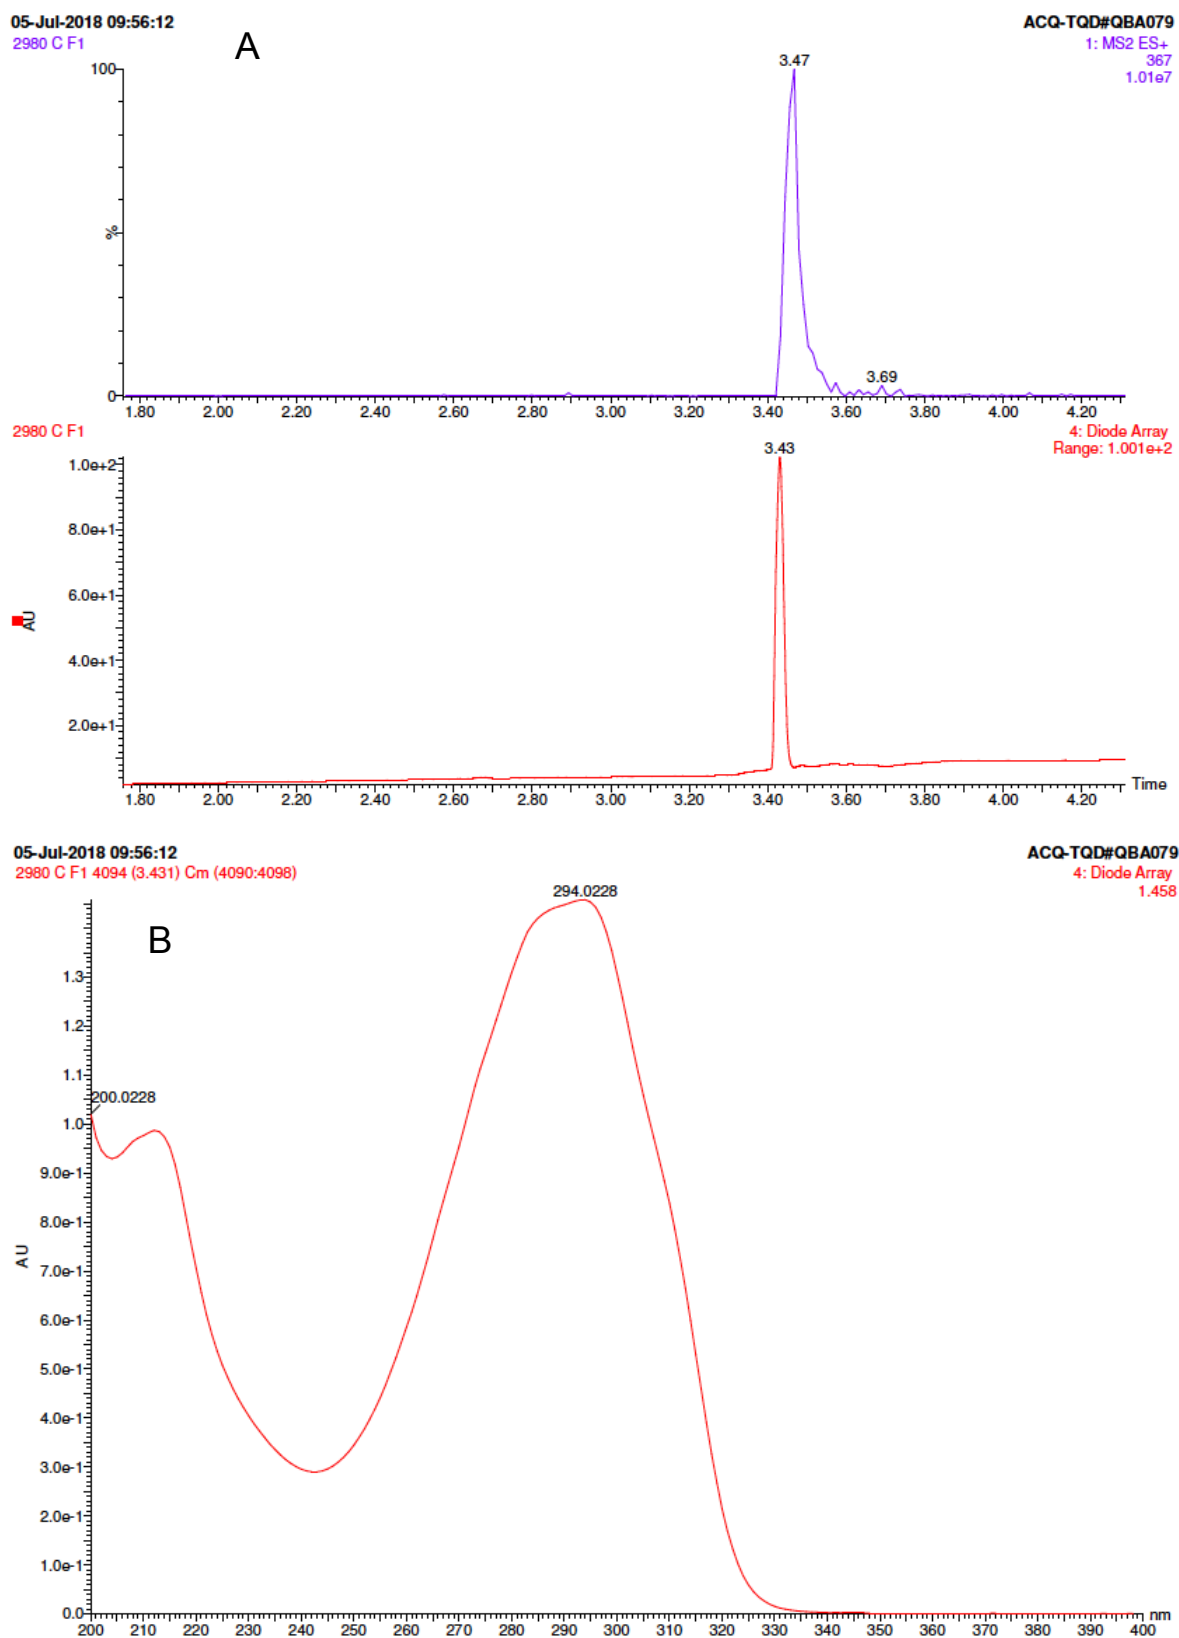 05-Jul-2018 09:56:12
ACQ-TQD#QBA079
2980 C F1
A
1: MS2 ES+
367
1.01e7
100
3.47
%
3.69
0
1.80 2.00 2.20 2.40 2.60 2.80 3.00 3.20 3.40 3.60 3.80 4.00 4.20
2980 C F1
4: Diode Array
Range: 1.001e+2
3.43
1.0e+2
8.0e+1
6.0e+1
AU
4.0e+1
2.0e+1
Time
1.80 2.00 2.20 2.40 2.60 2.80 3.00 3.20 3.40 3.60 3.80 4.00 4.20
05-Jul-2018 09:56:12
ACQ-TQD#QBA079
2980 C F1 4094 (3.431) Cm (4090:4098)
4: Diode Array
1.458
294.0228
B
1.3
1.2
1.1
200.0228
1.0
9.0e-1
8.0e-1
AU
7.0e-1
6.0e-1
5.0e-1
4.0e-1
3.0e-1
2.0e-1
1.0e-1
0.0
nm
200 210 220 230 240 250 260 270 280 290 300 310 320 330 340 350 360 370 380 390 400